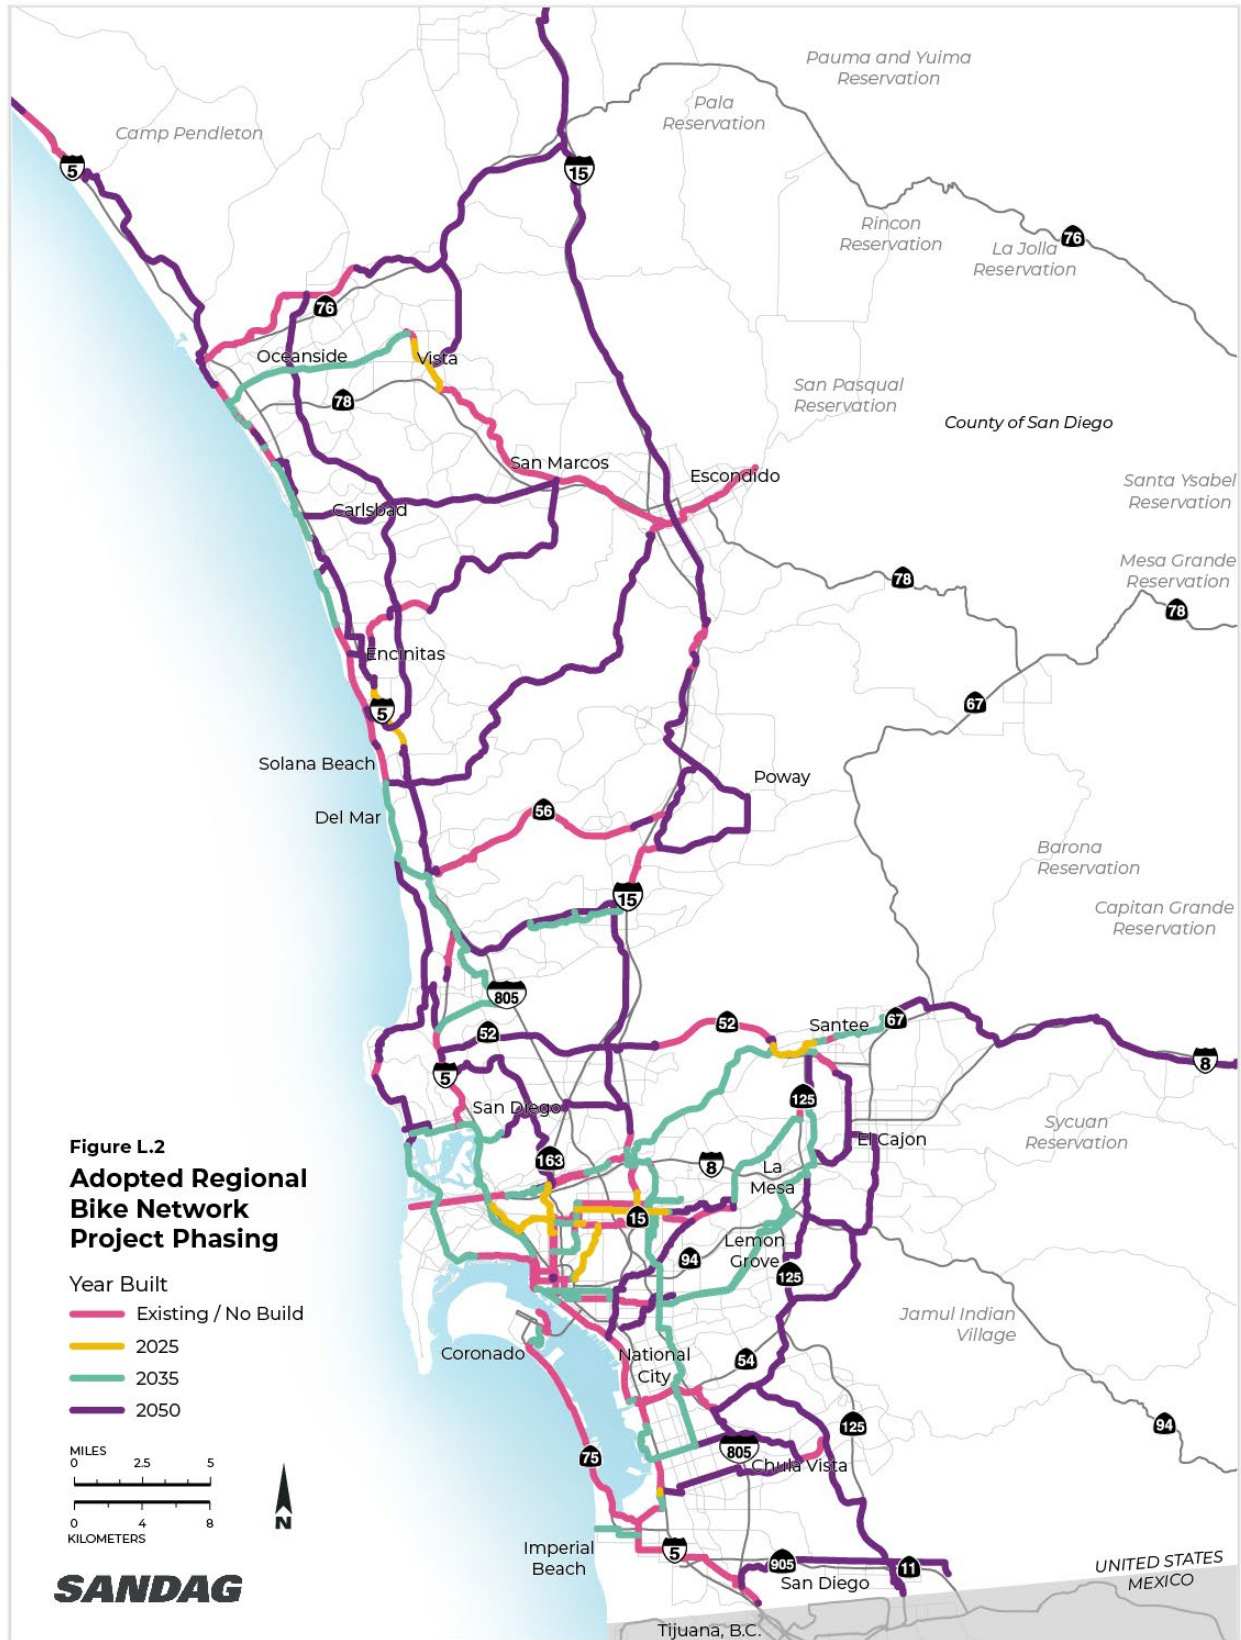 Pauma and Yuima
Reservation
Pala
Reservation
Camp Pendleton
5
15
Rincon
Reservation
La Jolla
Reservation
76
76
Oceanside
Vista
78
San Pasqual
Reservation
County of San Diego
San Marcos
Escondido
Santa Ysabel
Reservation
Carlsbad
Mesa Grande
Reservation
78
78
Encinitas
67
5
Solana Beach
Poway
Del Mar
56
Barona
Reservation
15
Capitan Grande
Reservation
805
52
52
Santee
67
5
8
125
San Diego
Sycuan
Reservation
El Cajon
163
8
La
Mesa
15
Lemon
Grove
94
125
Jamul Indian
Village
Coronado
National
City
54
125
94
75
805
Chula Vista
Imperial
Beach
5
905
11
San Diego
UNITED STATES
MEXICO
Tijuana, B.C.
Figure L.2
Adopted Regional
Bike Network
Project Phasing
Year Built
Existing / No Build
2025
2035
2050
MILES
0 2.5 5
0 4 8
KILOMETERS
N
SANDAG